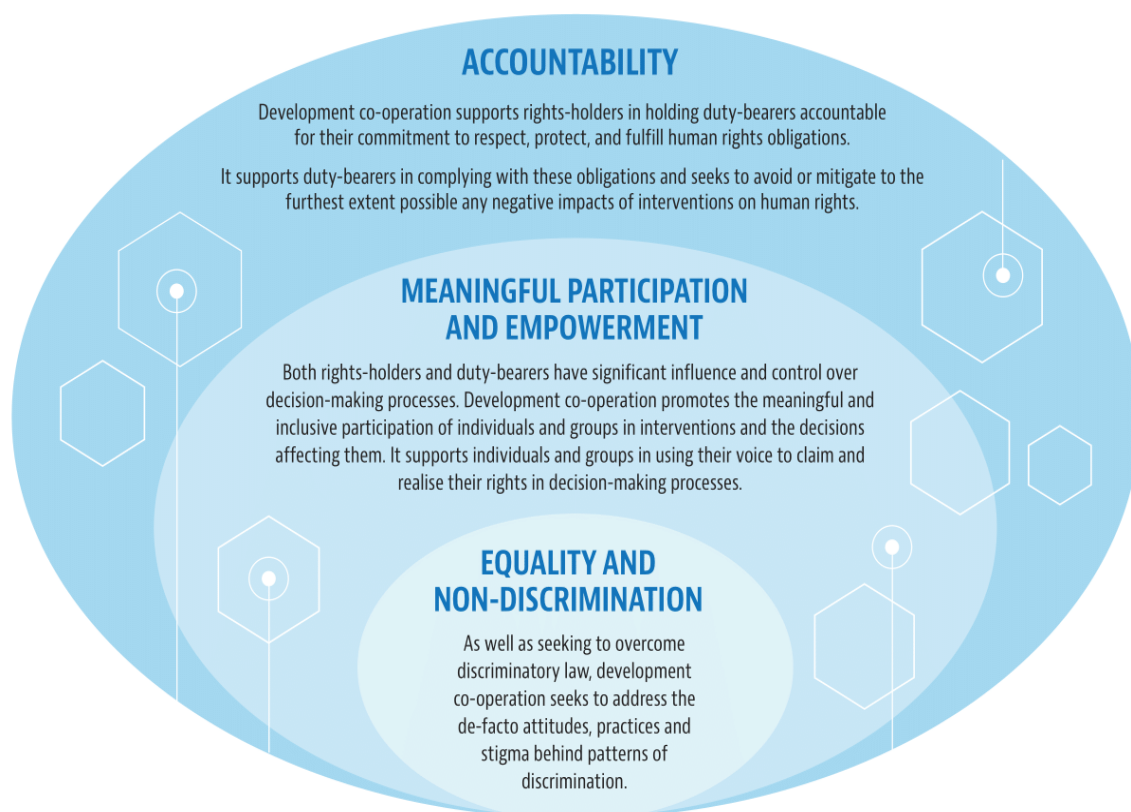 ACCOUNTABILITY
Development co-operation supports rights-holders in holding duty-bearers accountable
for their commitment to respect, protect, and fulfill human rights obligations.
It supports duty-bearers in complying with these obligations and seeks to avoid or mitigate to the
furthest extent possible any negative impacts of interventions on human rights.
MEANINGFUL PARTICIPATION
AND EMPOWERMENT
Both rights-holders and duty-bearers have significant influence and control over
decision-making processes. Development co-operation promotes the meaningful and
inclusive participation of individuals and groups in interventions and the decisions
affecting them. It supports individuals and groups in using their voice to claim and
realise their rights in decision-making processes.
EQUALITY AND
NON-DISCRIMINATION
As well as seeking to overcome
discriminatory law, development
co-operation seeks to address the
de-facto attitudes, practices and
stigma behind patterns of
discrimination.